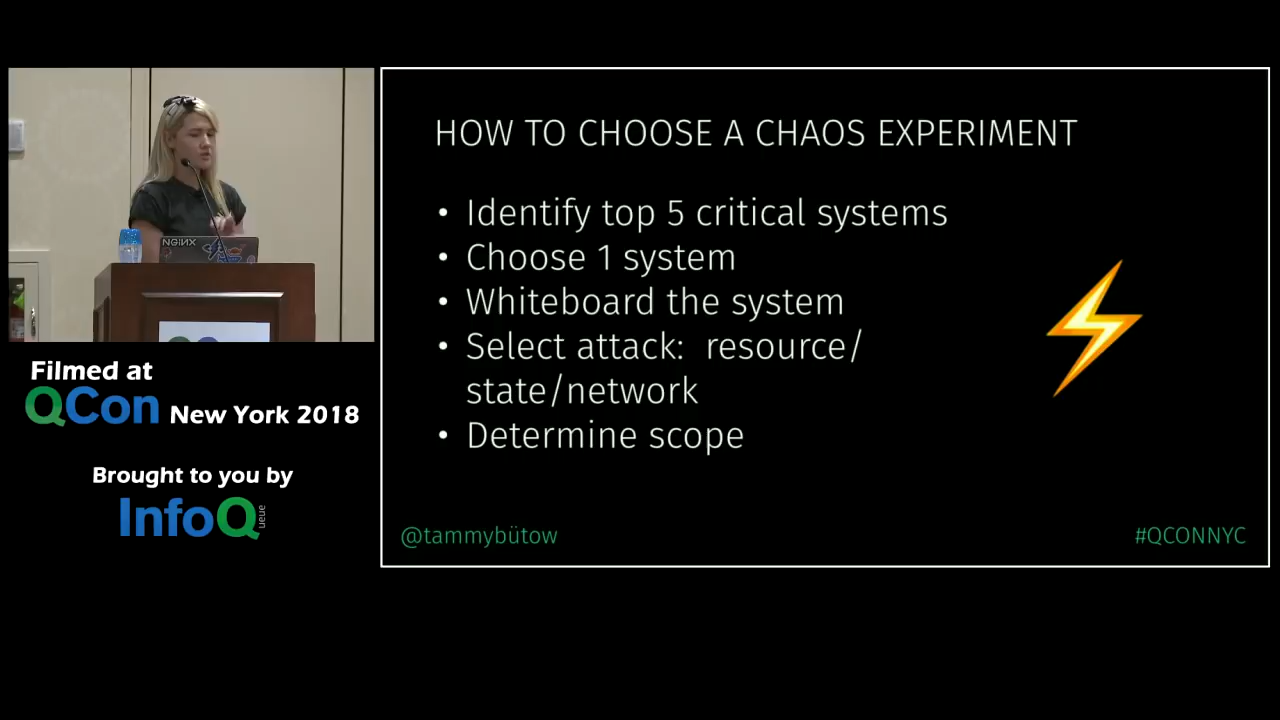 NGINX
Filmed at
QCon New York 2018
Brought to you by
InfoQ
ueue
HOW TO CHOOSE A CHAOS EXPERIMENT
• Identify top 5 critical systems
• Choose 1 system
• Whiteboard the system
• Select attack:  resource/
state/network
• Determine scope
@tammybütow
#QCONNYC